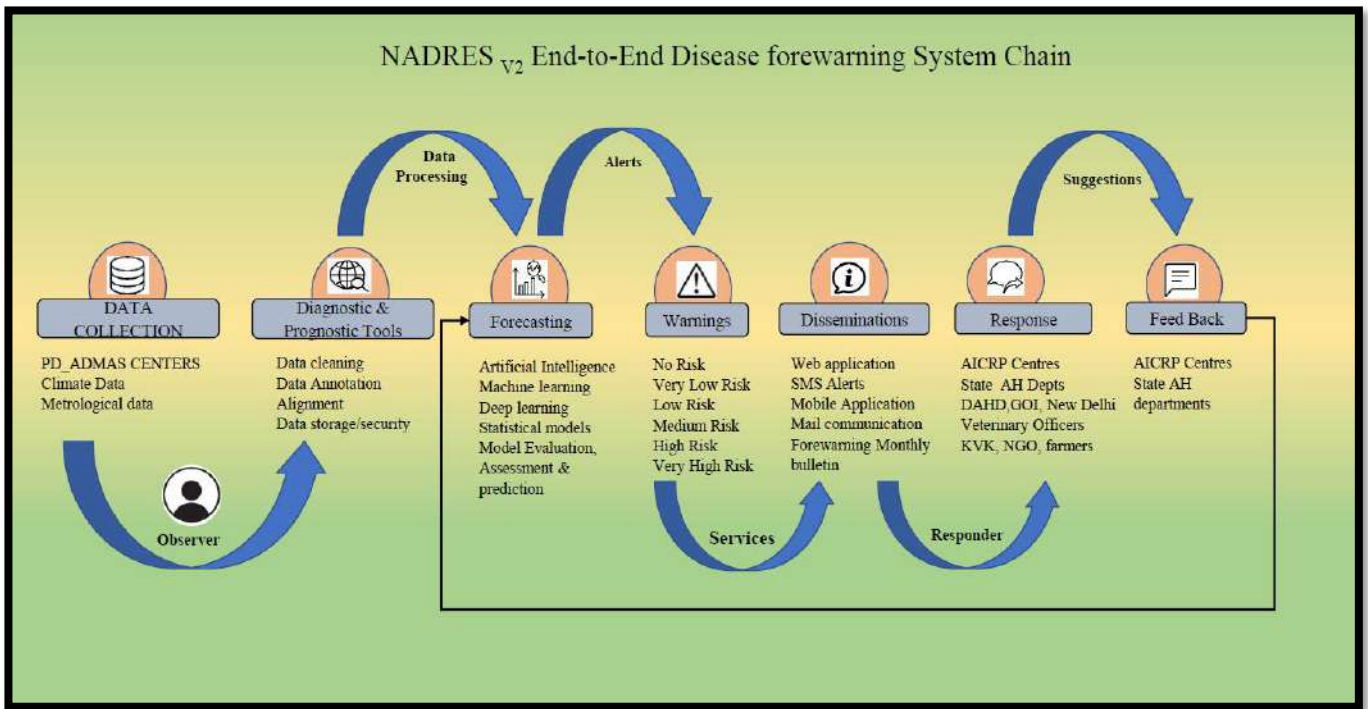 NADRES V2 End-to-End Disease forewarning System Chain
Data
Processing
Alerts
Suggestions
DATA
COLLECTION
PD_ADMAS CENTERS
Climate Data
Metrological data
Observer
Diagnostic &
Prognostic Tools
Data cleaning
Data Annotation
Alignment
Data storage/security
Forecasting
Artificial Intelligence
Machine learning
Deep learning
Statistical models
Model Evaluation,
Assessment &
prediction
Warnings
No Risk
Very Low Risk
Low Risk
Medium Risk
High Risk
Very High Risk
Services
Disseminations
Web application
SMS Alerts
Mobile Application
Mail communication
Forewarning Monthly
bulletin
Responder
Response
AICRP Centres
State AH Depts
DAHD,GOI, New Delhi
Veterinary Officers
KVK, NGO, farmers
Feed Back
AICRP Centres
State AH
departments